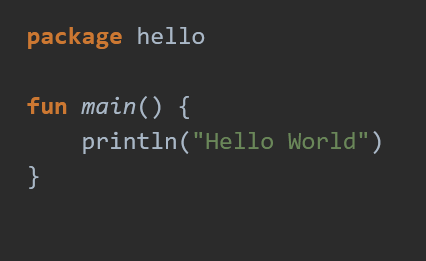 package hello
fun main() {
    println("Hello World")
}